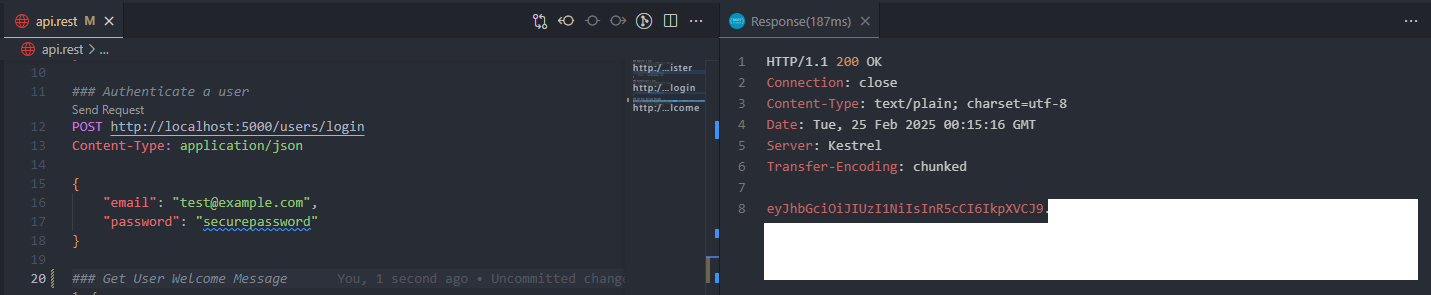 api.rest M
api.rest > ...
10
11 ### Authenticate a user
Send Request
12 POST http://localhost:5000/users/login
13 Content-Type: application/json
14
15 {
16 "email": "test@example.com",
17 "password": "securepassword"
18 }
19
20 ### Get User Welcome Message You, 1 second ago • Uncommitted change
http:/...ister
http:/...login
http:/...lcome
Response(187ms)
1 HTTP/1.1 200 OK
2 Connection: close
3 Content-Type: text/plain; charset=utf-8
4 Date: Tue, 25 Feb 2025 00:15:16 GMT
5 Server: Kestrel
6 Transfer-Encoding: chunked
7
8 eyJhbGciOiJIUzI1NiIsInR5cCI6IkpXVCJ9.